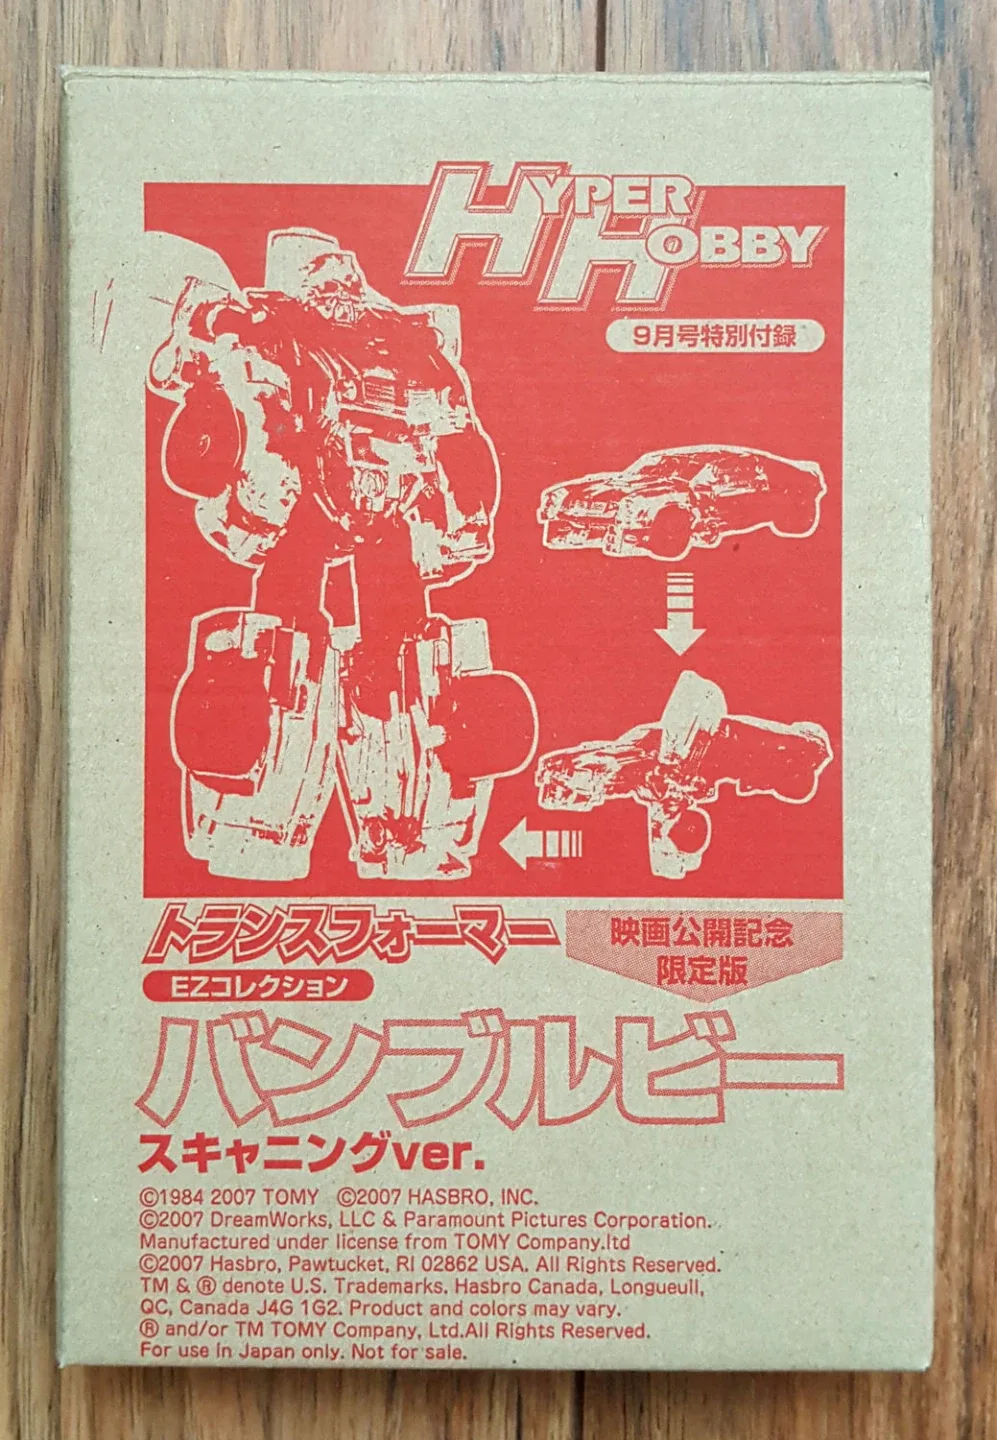 HYPER
HOBBY
9月号特別付録
トランスフォーマー
映画公開記念
限定版
EZコレクション
バンブルビー
スキャニングver.
©1984 2007 TOMY ©2007 HASBRO, INC.
©2007 DreamWorks, LLC & Paramount Pictures Corporation.
Manufactured under license from TOMY Company.ltd
©2007 Hasbro, Pawtucket, RI 02862 USA. All Rights Reserved.
TM & ® denote U.S. Trademarks. Hasbro Canada, Longueuil,
QC, Canada J4G 1G2. Product and colors may vary.
® and/or TM TOMY Company, Ltd.All Rights Reserved.
For use in Japan only. Not for sale.